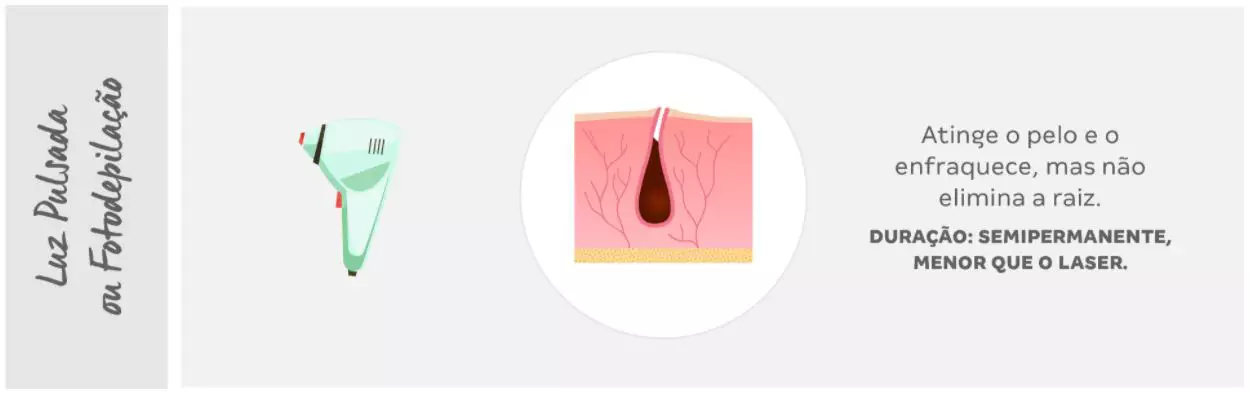 Luz Pulsada
ou Fotodepilação
Atinge o pelo e o
enfraquece, mas não
elimina a raiz.
DURAÇÃO: SEMIPERMANENTE,
MENOR QUE O LASER.